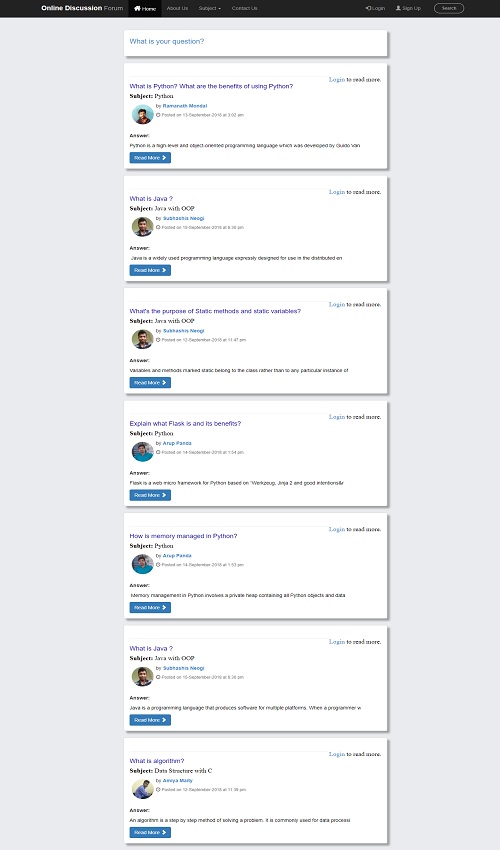 Online Discussion Forum
Home
About Us
Subject
Contact Us
Login
Sign Up
Search
What is your question?
Login to read more.
What is Python? What are the benefits of using Python?
Subject: Python
by Ramanath Mondal
Posted on 13-September-2018 at 3:02 pm
Answer:
Python is a high-level and object-oriented programming language which was developed by Guido Van
Read More
Login to read more.
What is Java ?
Subject: Java with OOP
by Subhashis Neogi
Posted on 15-September-2018 at 8:38 pm
Answer:
Java is a widely used programming language expressly designed for use in the distributed en
Read More
Login to read more.
What's the purpose of Static methods and static variables?
Subject: Java with OOP
by Subhashis Neogi
Posted on 12-September-2018 at 11:47 pm
Answer:
Variables and methods marked static belong to the class rather than to any particular instance of
Read More
Login to read more.
Explain what Flask is and its benefits?
Subject: Python
by Arup Panda
Posted on 14-September-2018 at 1:54 pm
Answer:
Flask is a web micro framework for Python based on "Werkzeug, Jinja 2 and good intentions&r
Read More
Login to read more.
How is memory managed in Python?
Subject: Python
by Arup Panda
Posted on 14-September-2018 at 1:53 pm
Answer:
Memory management in Python involves a private heap containing all Python objects and data
Read More
Login to read more.
What is Java ?
Subject: Java with OOP
by Subhashis Neogi
Posted on 15-September-2018 at 8:38 pm
Answer:
Java is a programming language that produces software for multiple platforms. When a programmer w
Read More
Login to read more.
What is algorithm?
Subject: Data Structure with C
by Amiya Maity
Posted on 12-September-2018 at 11:38 pm
Answer:
An algorithm is a step by step method of solving a problem. It is commonly used for data processi
Read More